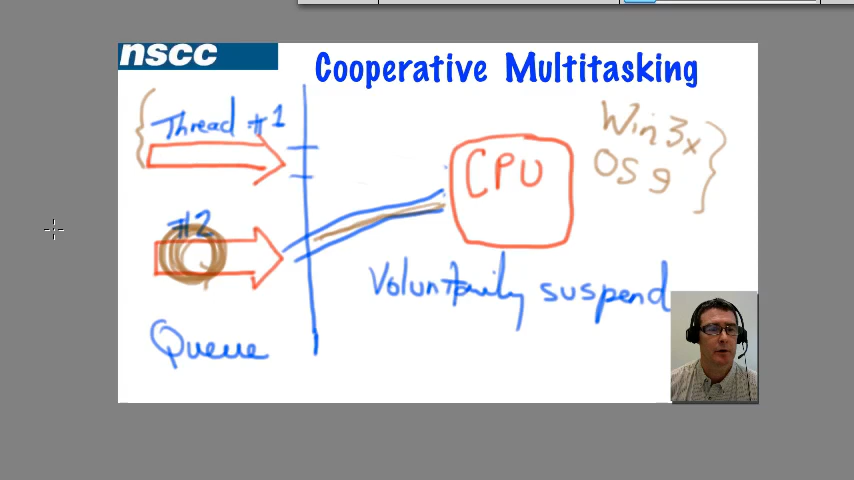 nscc
Cooperative Multitasking
Thread #1
Win 3x
OS 9
CPU
#2
Voluntarily suspend
Queue